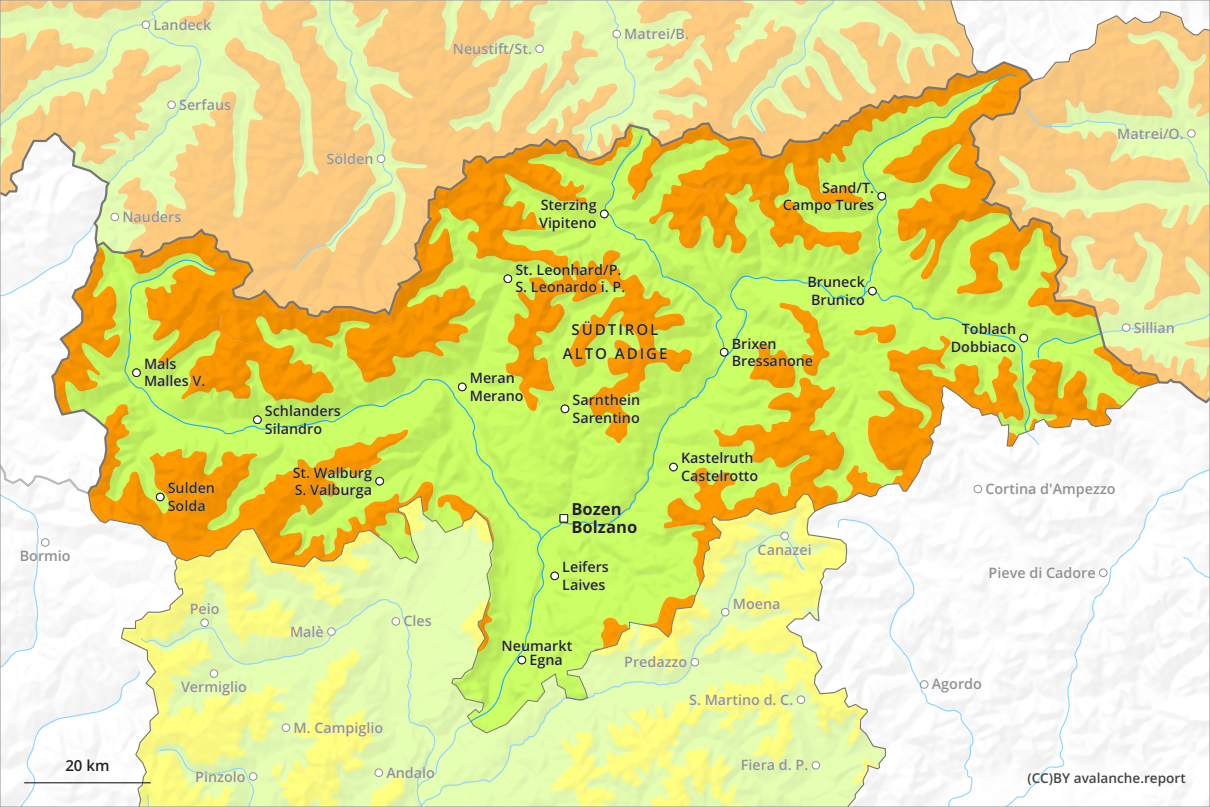 Landeck
Neustift/St.
Matrei/B.
Serfaus
Matrei/O.
Sölden
Sand/T.
Campo Tures
Nauders
Sterzing
Vipiteno
St. Leonhard/P.
S. Leonardo i. P.
Bruneck
Brunico
SÜDTIROL
ALTO ADIGE
Toblach
Dobbiaco
Sillian
Brixen
Bressanone
Mals
Malles V.
Meran
Merano
Sarnthein
Sarentino
Schlanders
Silandro
Kastelruth
Castelrotto
St. Walburg
S. Valburga
Sulden
Solda
Cortina d'Ampezzo
Bozen
Bolzano
Bormio
Canazei
Leifers
Laives
Pieve di Cadore
Peio
Moena
Malè
Cles
Neumarkt
Egna
Predazzo
Vermiglio
Agordo
S. Martino d. C.
M. Campiglio
20 km
Pinzolo
Andalo
Fiera d. P.
(CC)BY avalanche.report